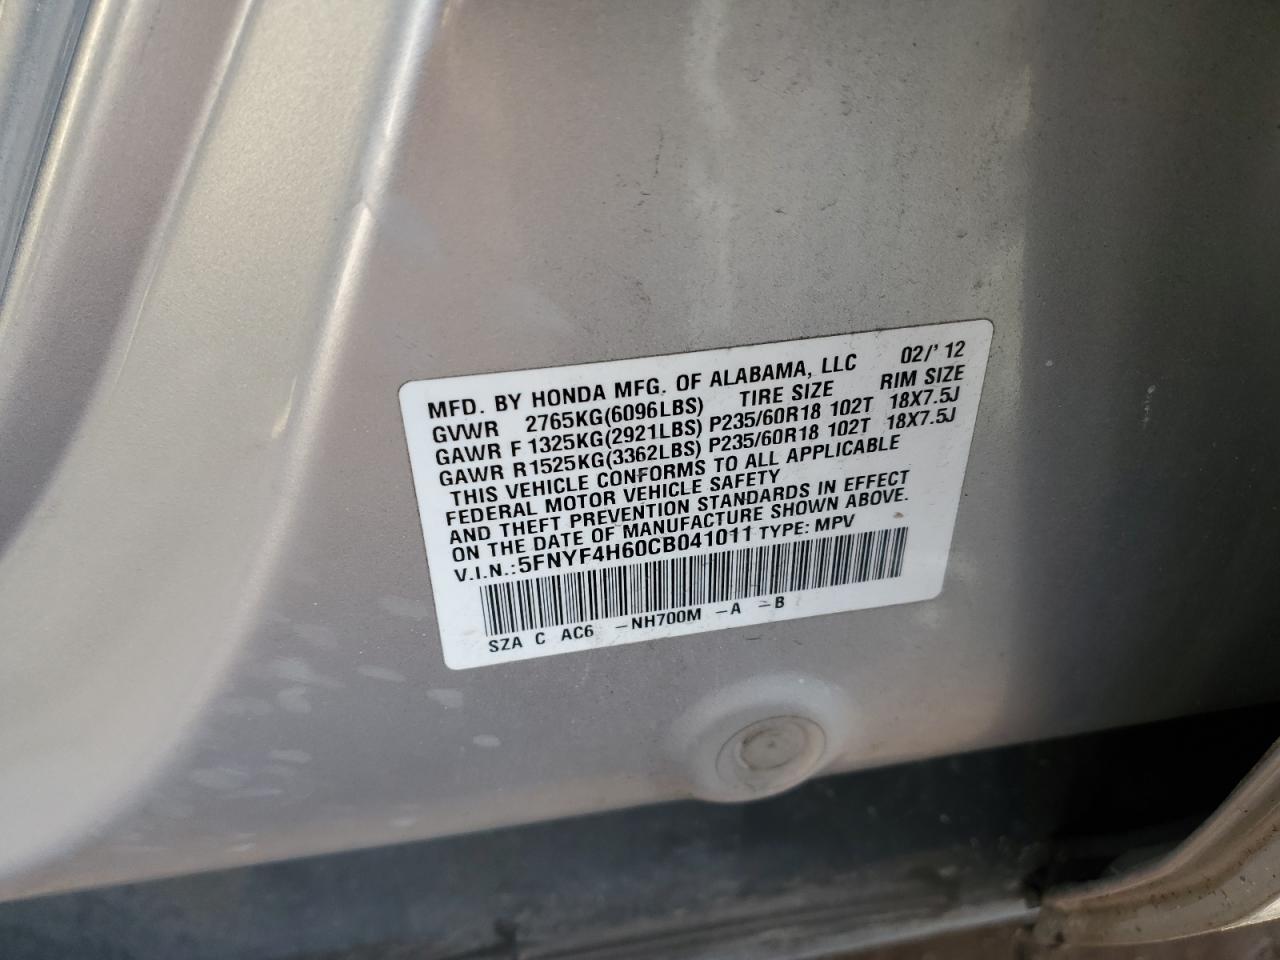 MFD. BY HONDA MFG. OF ALABAMA, LLC 02/' 12
GVWR 2765KG(6096LBS) TIRE SIZE RIM SIZE
GAWR F 1325KG(2921LBS) P235/60R18 102T 18X7.5J
GAWR R1525KG(3362LBS) P235/60R18 102T 18X7.5J
THIS VEHICLE CONFORMS TO ALL APPLICABLE
FEDERAL MOTOR VEHICLE SAFETY
AND THEFT PREVENTION STANDARDS IN EFFECT
ON THE DATE OF MANUFACTURE SHOWN ABOVE.
V.I.N.:5FNYF4H60CB041011 TYPE: MPV
SZA C AC6 -NH700M -A -B